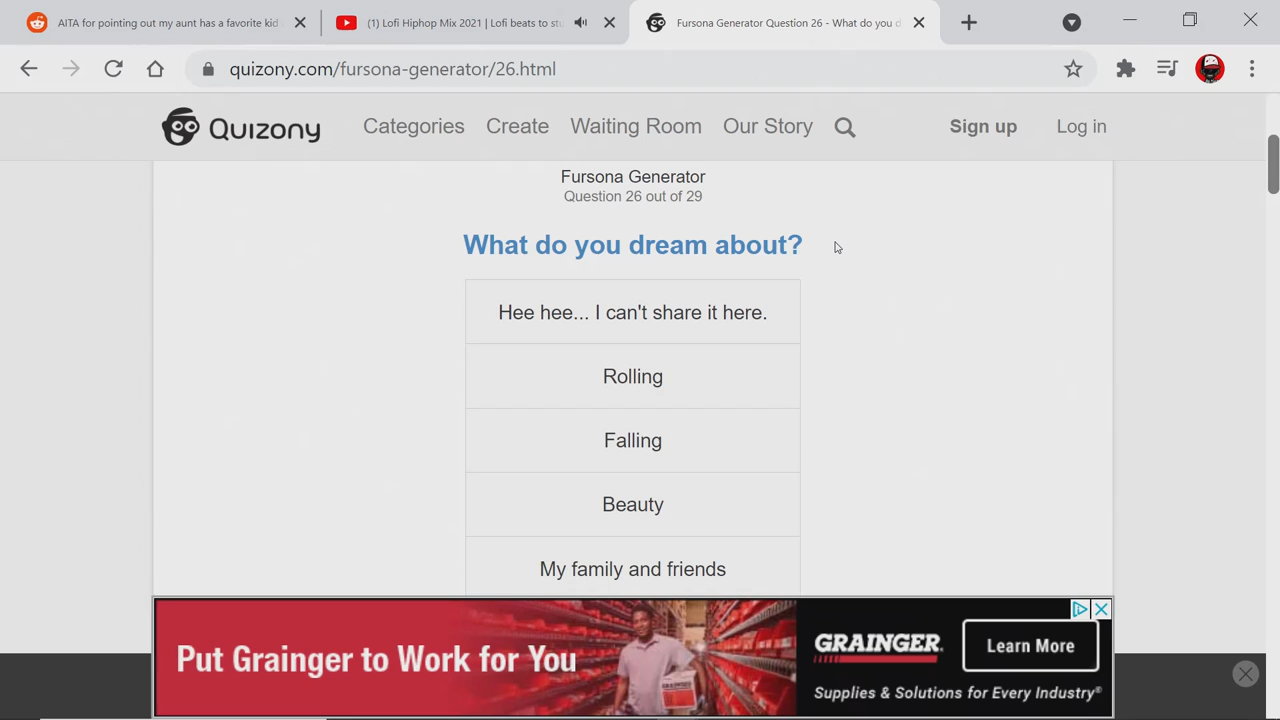 AITA for pointing out my aunt has a favorite kid
(1) Lofi Hiphop Mix 2021 | Lofi beats to stu
Fursona Generator Question 26 - What do you d
quizony.com/fursona-generator/26.html
Quizony
Categories
Create
Waiting Room
Our Story
Sign up
Log in
Fursona Generator
Question 26 out of 29
What do you dream about?
Hee hee... I can't share it here.
Rolling
Falling
Beauty
My family and friends
Put Grainger to Work for You
GRAINGER
Learn More
Supplies & Solutions for Every Industry®